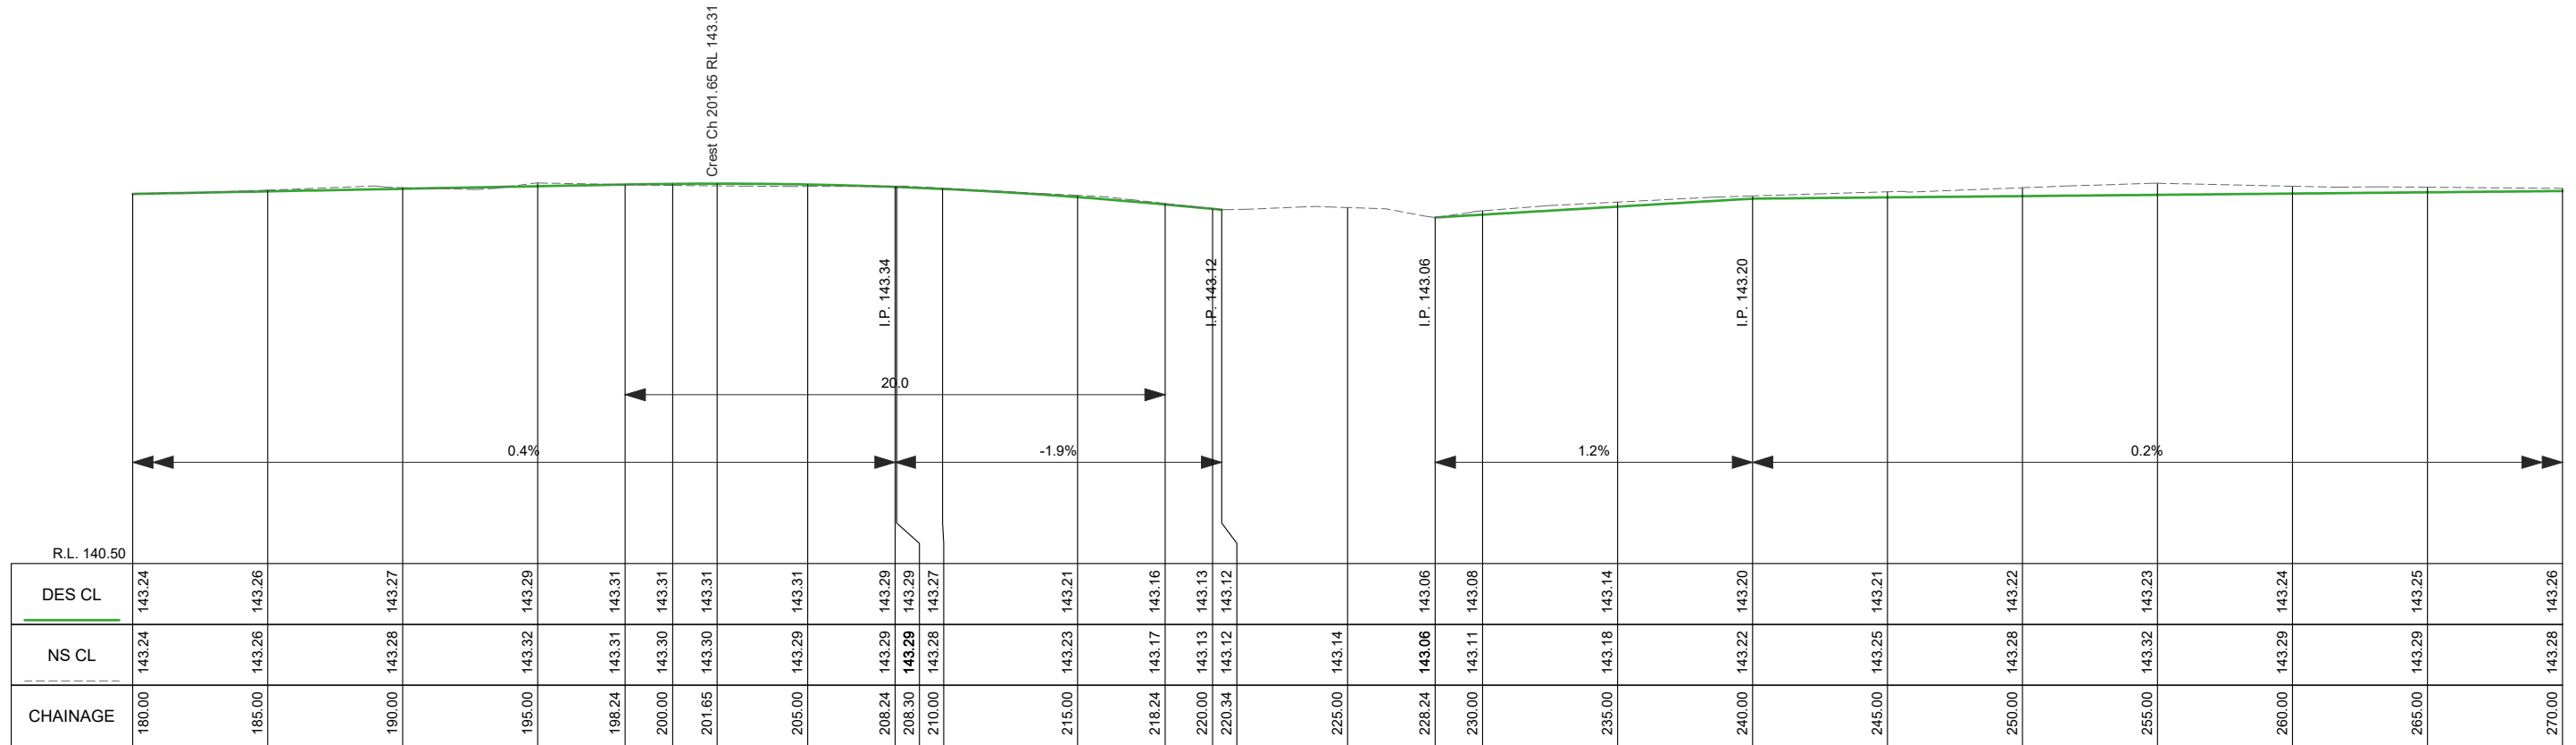 Crest Ch 201.65 RL 143.31
I.P. 143.34
I.P. 143.12
I.P. 143.06
I.P. 143.20
20.0
0.4%
-1.9%
1.2%
0.2%
R.L. 140.50
DES CL 143.24 143.26 143.27 143.29 143.31 143.31 143.31 143.31 143.29 143.29 143.27 143.21 143.16 143.13 143.12 143.06 143.08 143.14 143.20 143.21 143.22 143.23 143.24 143.25 143.26
NS CL 143.24 143.26 143.28 143.32 143.31 143.30 143.30 143.29 143.29 143.29 143.28 143.23 143.17 143.13 143.12 143.14 143.06 143.11 143.18 143.22 143.25 143.28 143.32 143.29 143.29 143.28
CHAINAGE 180.00 185.00 190.00 195.00 198.24 200.00 201.65 205.00 208.24 208.30 210.00 215.00 218.24 220.00 220.34 225.00 228.24 230.00 235.00 240.00 245.00 250.00 255.00 260.00 265.00 270.00